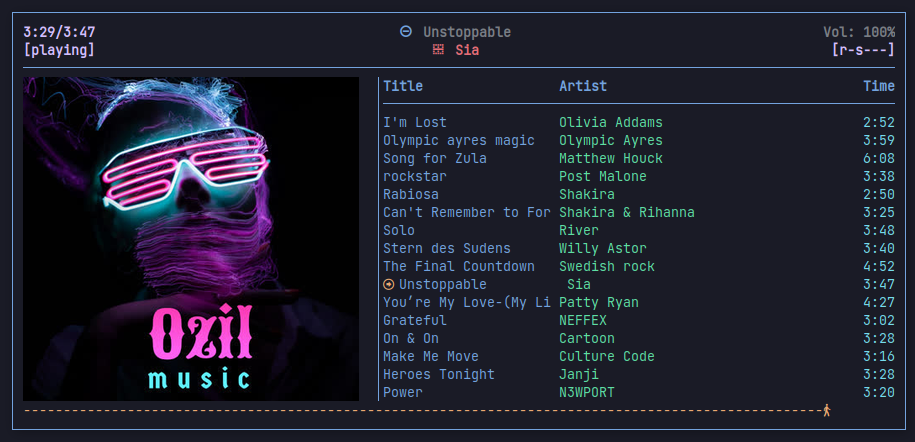 3:29/3:47 Unstoppable Vol: 100%
[playing] Sia [r-s---]
Title Artist Time
I'm Lost Olivia Addams 2:52
Olympic ayres magic Olympic Ayres 3:59
Song for Zula Matthew Houck 6:08
rockstar Post Malone 3:38
Rabiosa Shakira 2:50
Can't Remember to For Shakira & Rihanna 3:25
Solo River 3:48
Stern des Sudens Willy Astor 3:40
The Final Countdown Swedish rock 4:52
Unstoppable Sia 3:47
You’re My Love-(My Li Patty Ryan 4:27
Grateful NEFFEX 3:02
On & On Cartoon 3:28
Make Me Move Culture Code 3:16
Heroes Tonight Janji 3:28
Power N3WPORT 3:20
Ozil
music